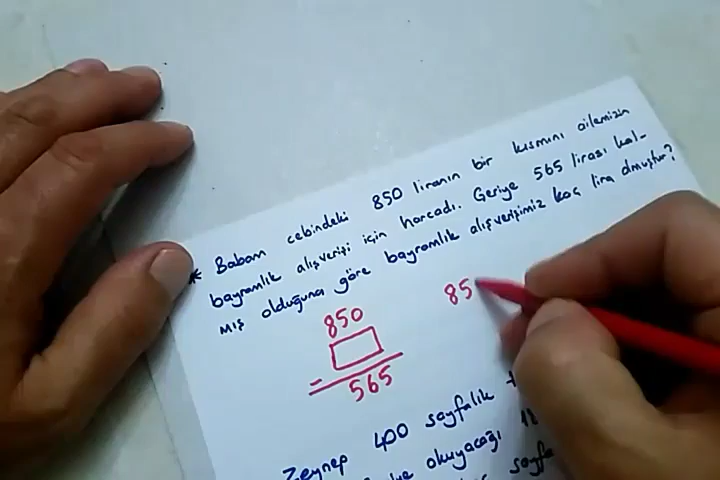 * Babam cebindeki 850 liranın bir kısmını ailemizin
bayramlık alışverişi için harcadı. Geriye 565 lirası kal-
mış olduğuna göre bayramlık alışverişimiz kaç lira olmuştur?
850
-
565
85
Zeynep 400 sayfalık
okuyacağı
sayfa